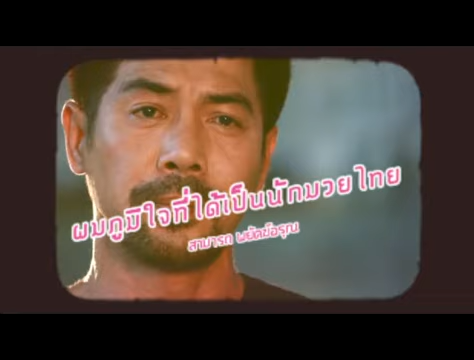 ผมภูมิใจที่ได้เป็นนักมวยไทย
สามารถ พยัคฆ์อรุณ